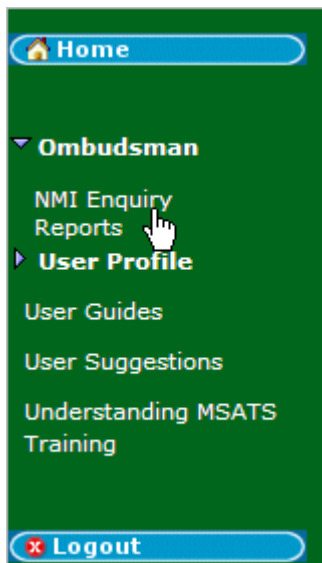 Home
Ombudsman
NMI Enquiry
Reports
User Profile
User Guides
User Suggestions
Understanding MSATS
Training
Logout